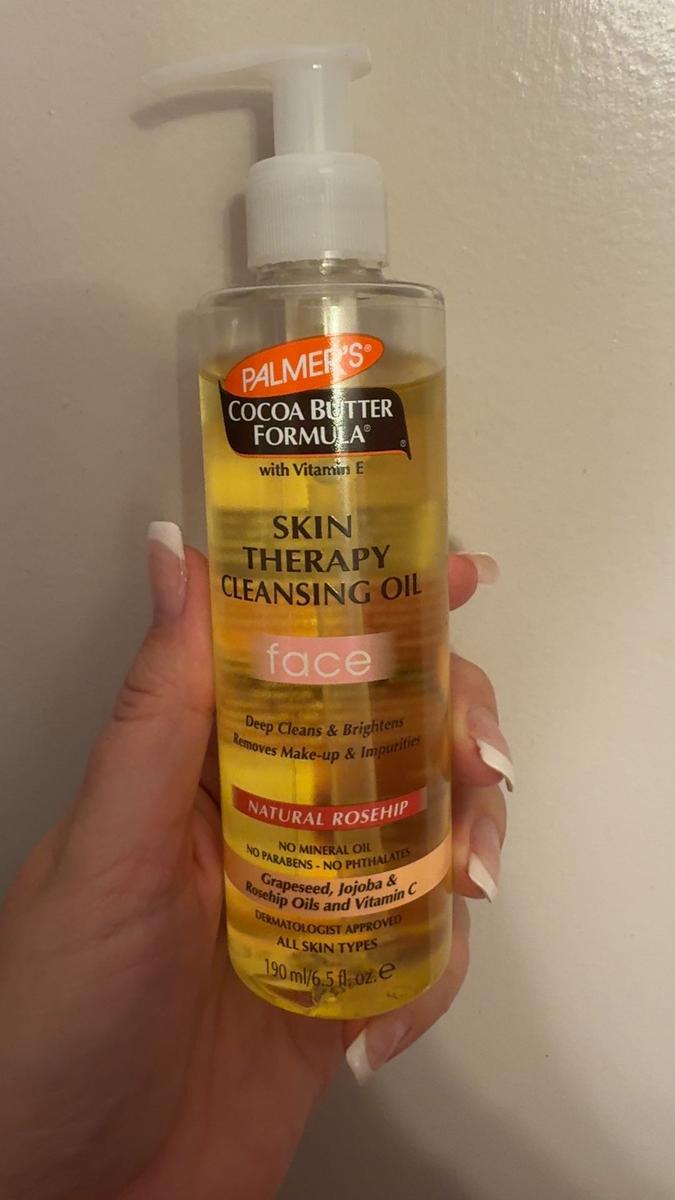 PALMER'S®
COCOA BUTTER
FORMULA®
®
with Vitamin E
SKIN
THERAPY
CLEANSING OIL
face
Deep Cleans & Brightens
Removes Make-up & Impurities
NATURAL ROSEHIP
NO MINERAL OIL
NO PARABENS - NO PHTHALATES
Grapeseed, Jojoba &
Rosehip Oils and Vitamin C
DERMATOLOGIST APPROVED
ALL SKIN TYPES
190 ml/6.5 fl. oz. ℮